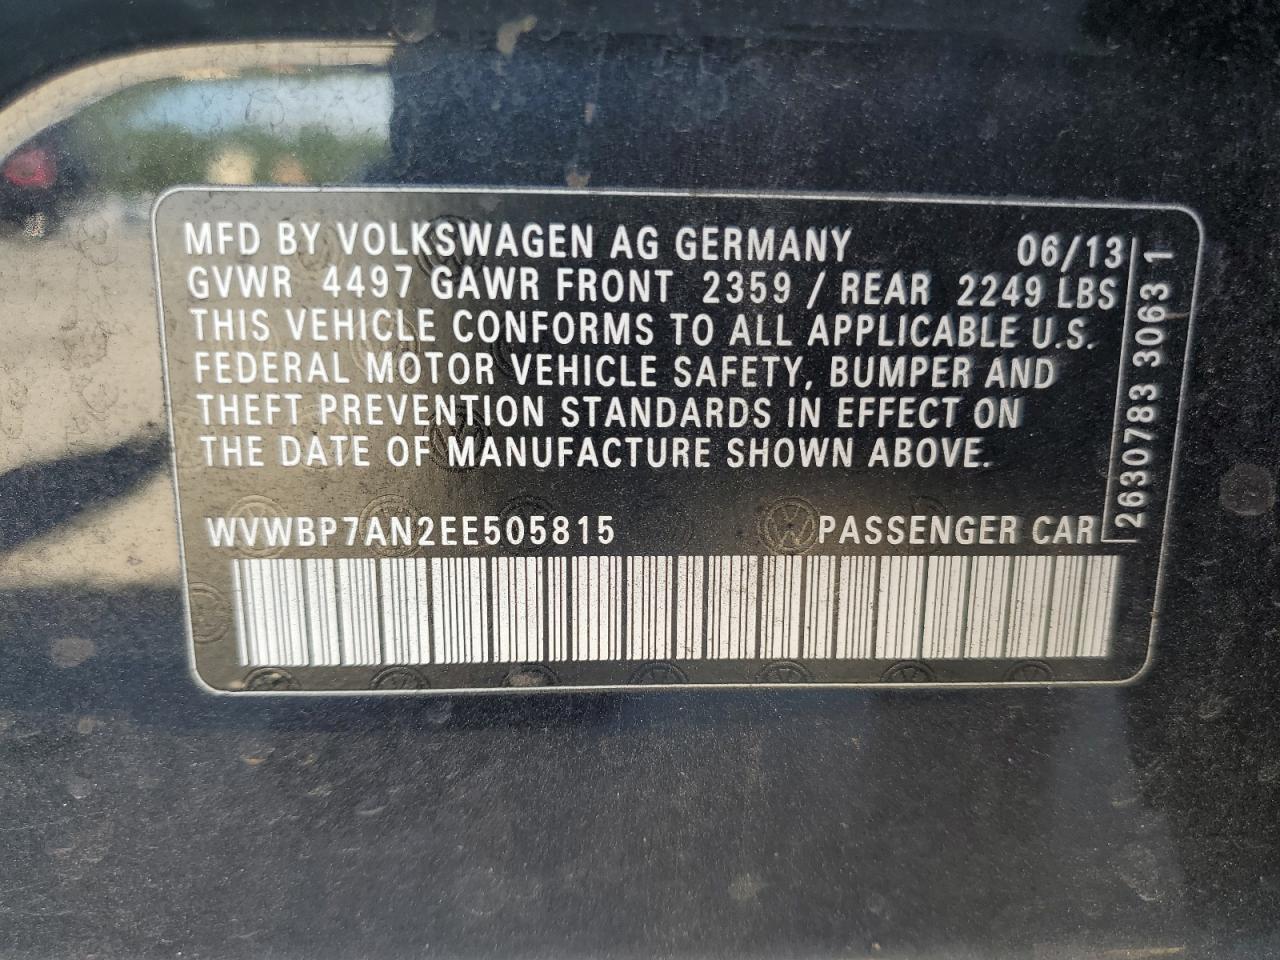 MFD BY VOLKSWAGEN AG GERMANY 06/13
GVWR 4497 GAWR FRONT 2359 / REAR 2249 LBS
THIS VEHICLE CONFORMS TO ALL APPLICABLE U.S.
FEDERAL MOTOR VEHICLE SAFETY, BUMPER AND
THEFT PREVENTION STANDARDS IN EFFECT ON
THE DATE OF MANUFACTURE SHOWN ABOVE.
WVWBP7AN2EE505815 PASSENGER CAR
2630783 3063 1